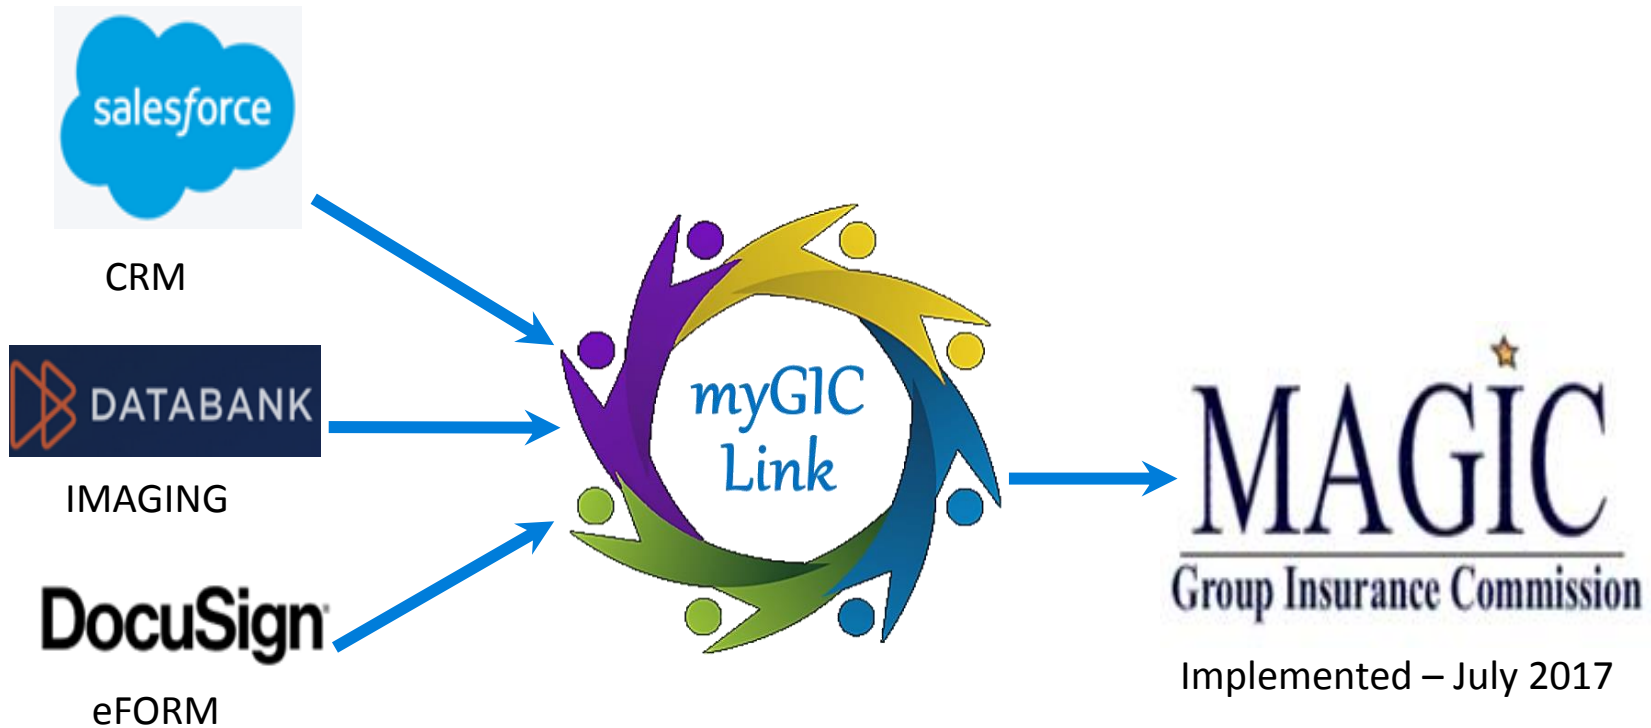 salesforce
CRM
DATABANK
IMAGING
DocuSign
eFORM
myGIC
Link
MAGIC
Group Insurance Commission
Implemented – July 2017